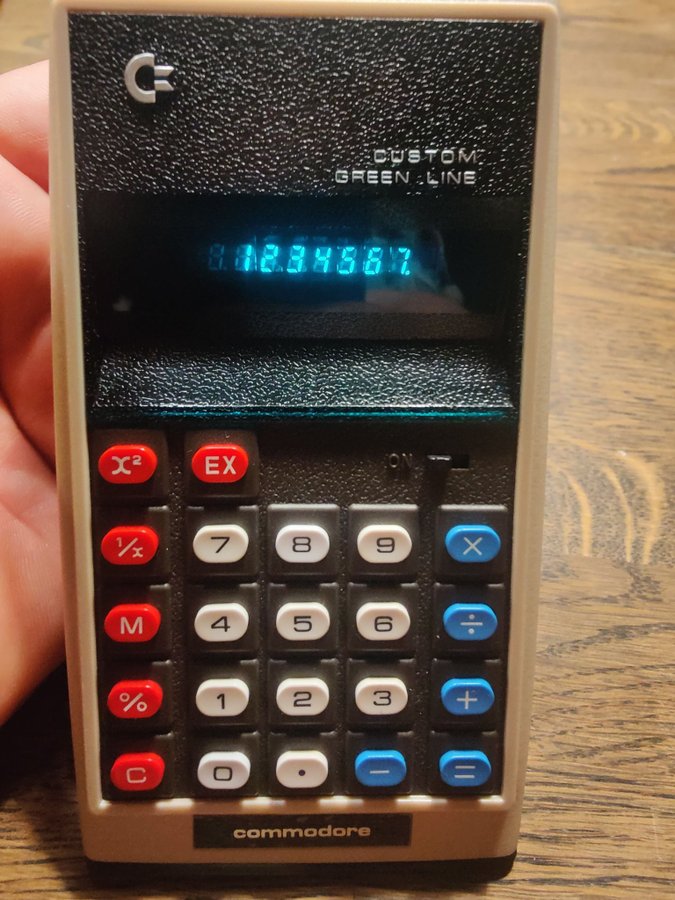 CUSTOM
GREEN LINE
1234567.
x² EX ON
1/x 7 8 9 ×
M 4 5 6 ÷
% 1 2 3 +
C 0 . − =
commodore